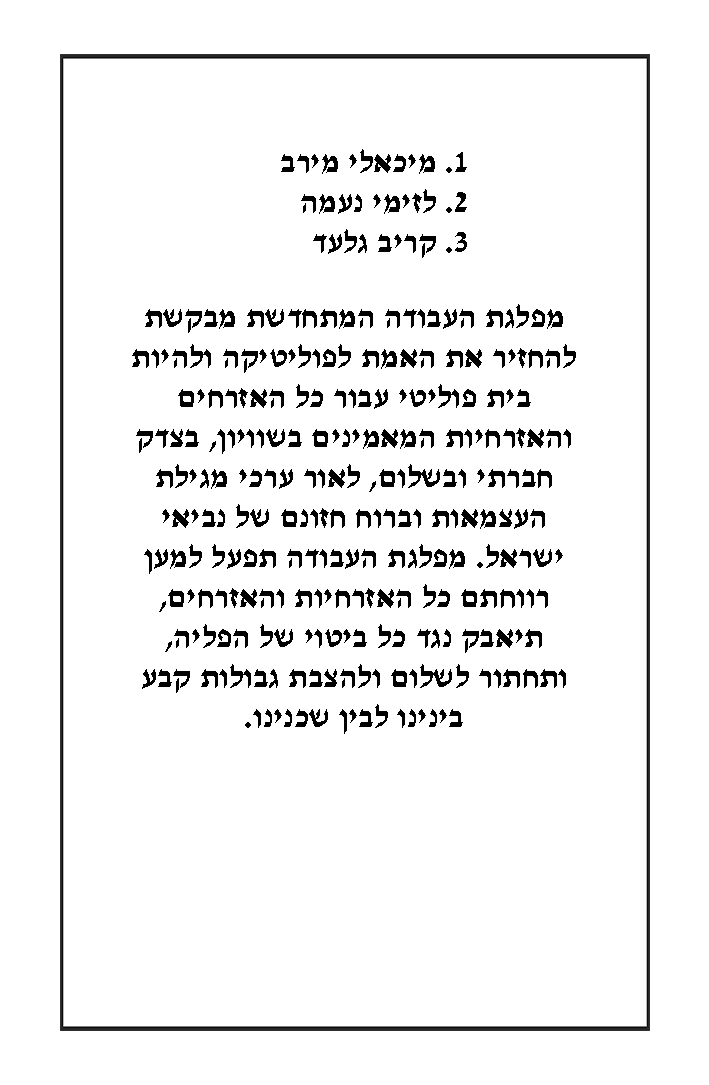 1. מיכאלי מירב
2. לזימי נעמה
3. קריב גלעד
מפלגת העבודה המתחדשת מבקשת
להחזיר את האמת לפוליטיקה ולהיות
בית פוליטי עבור כל האזרחים
והאזרחיות המאמינים בשוויון, בצדק
חברתי ובשלום, לאור ערכי מגילת
העצמאות וברוח חזונם של נביאי
ישראל. מפלגת העבודה תפעל למען
רווחתם כל האזרחיות והאזרחים,
תיאבק נגד כל ביטוי של הפליה,
ותחתור לשלום ולהצבת גבולות קבע
בינינו לבין שכנינו.